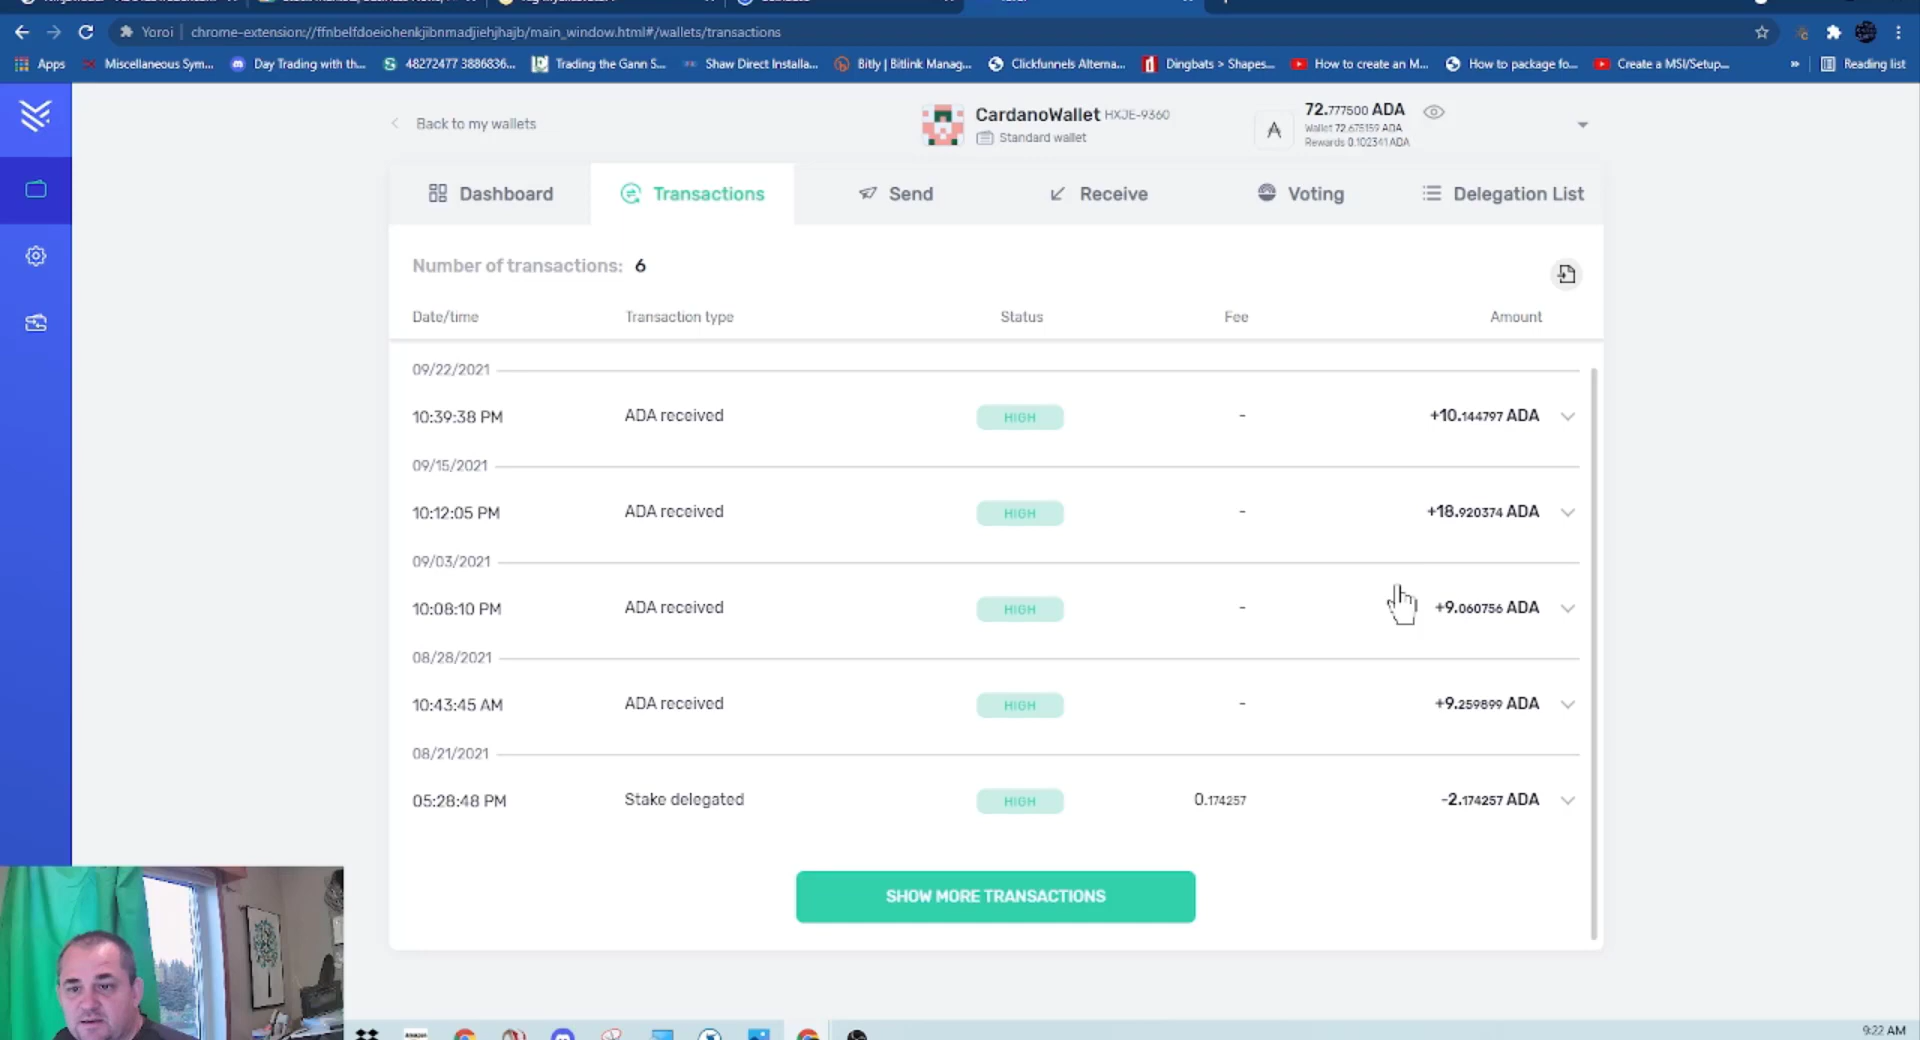 Yoroi chrome-extension://ffnbelfdoeiohenkjibnmadjiehjhajb/main_window.html#/wallets/transactions
Apps Miscellaneous Sym... Day Trading with th... 48272477 3886836... Trading the Gann S... Shaw Direct Installa... Bitly | Bitlink Manag... Clickfunnels Alterna... Dingbats > Shapes... How to create an M... How to package fo... Create a MSI/Setup... » Reading list
Back to my wallets
CardanoWallet HXJE-9360
Standard wallet
72.777500 ADA
Wallet 72.675159 ADA
Rewards 0.102341 ADA
Dashboard Transactions Send Receive Voting Delegation List
Number of transactions: 6
Date/time Transaction type Status Fee Amount
09/22/2021
10:39:38 PM ADA received HIGH - +10.144797 ADA
09/15/2021
10:12:05 PM ADA received HIGH - +18.920374 ADA
09/03/2021
10:08:10 PM ADA received HIGH - +9.060756 ADA
08/28/2021
10:43:45 AM ADA received HIGH - +9.259899 ADA
08/21/2021
05:28:48 PM Stake delegated HIGH 0.174257 -2.174257 ADA
SHOW MORE TRANSACTIONS
9:22 AM